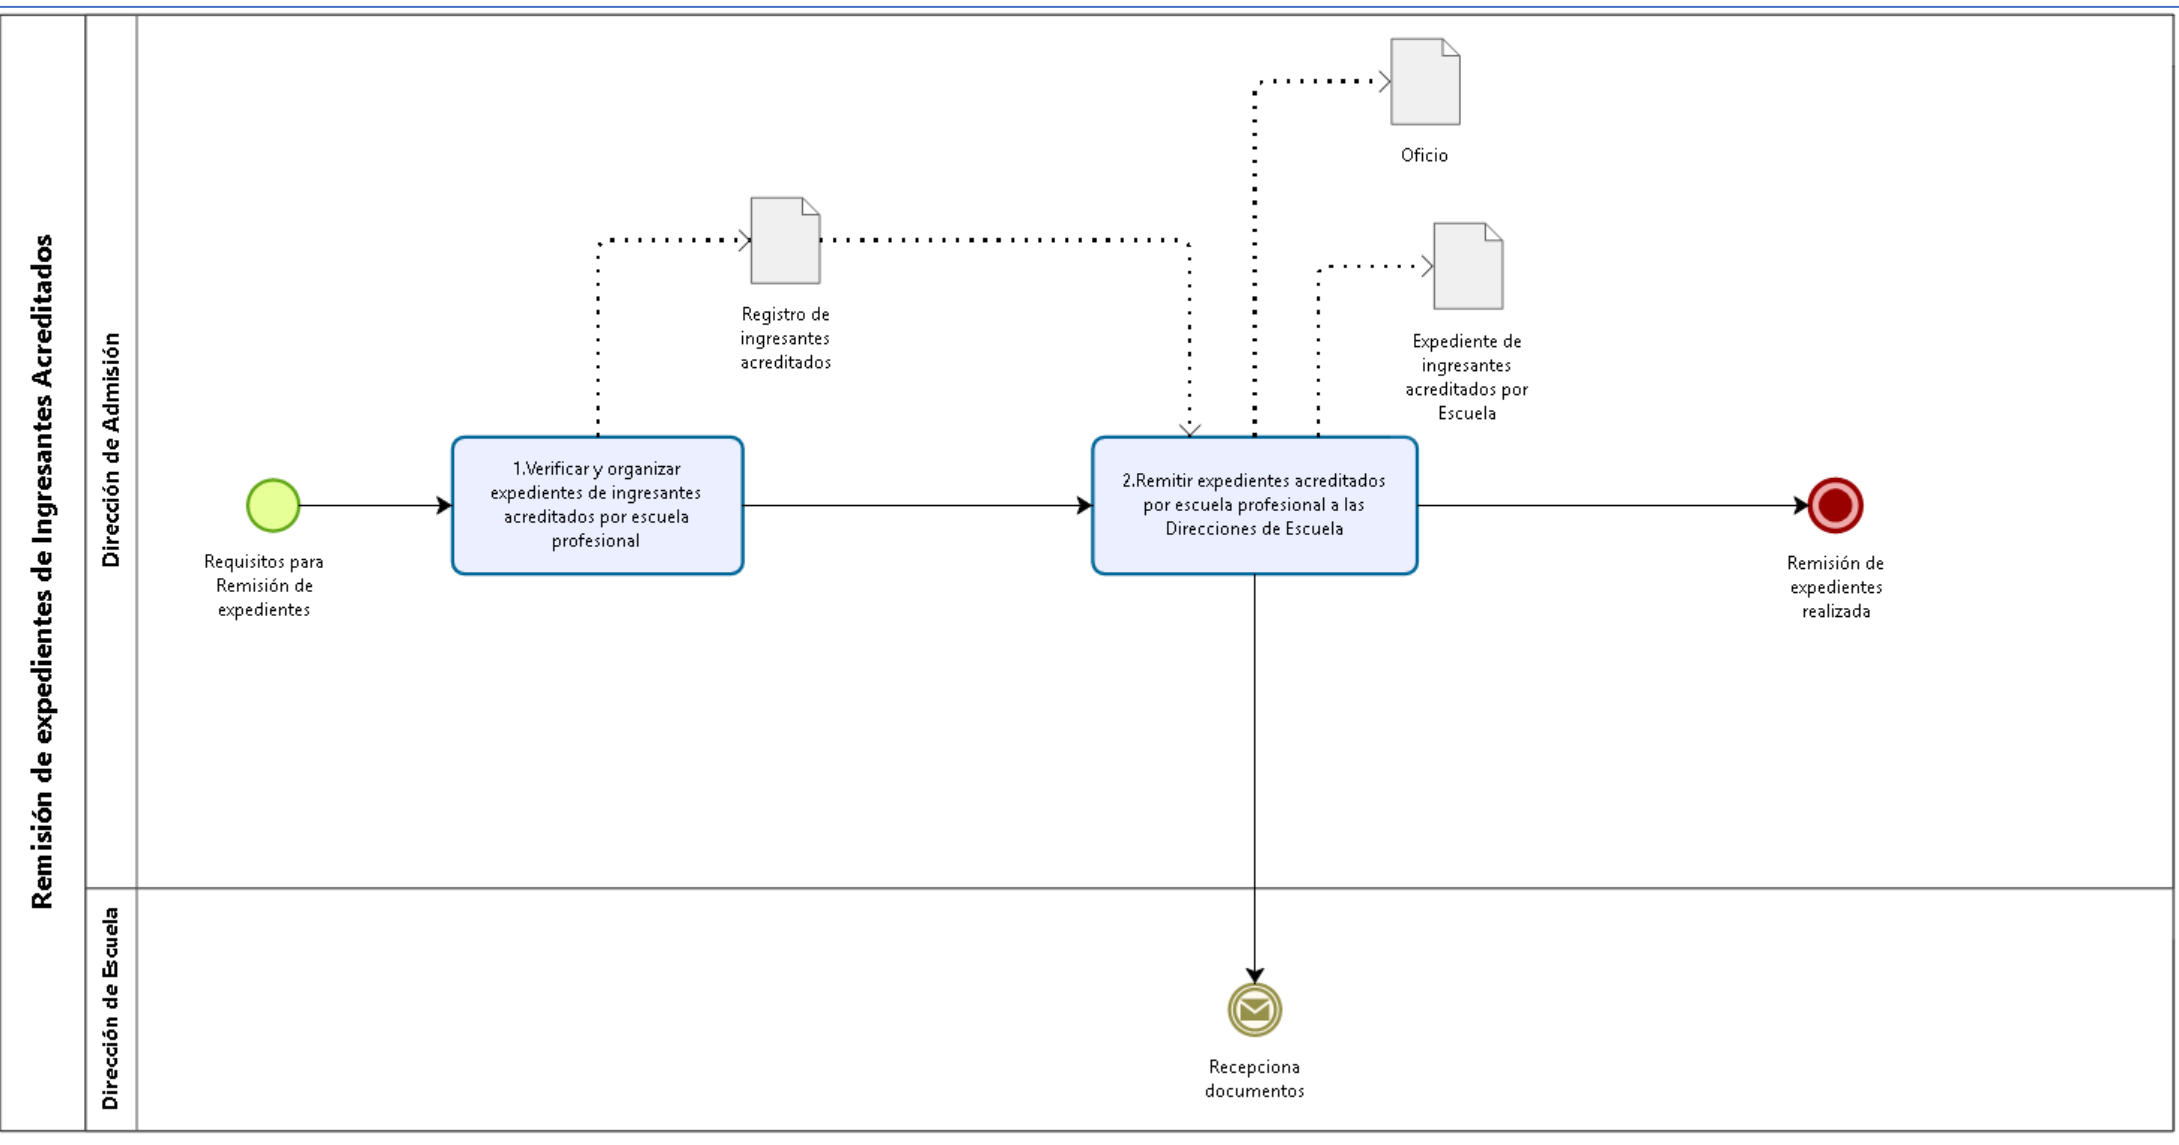 Remisión de expedientes de Ingresantes Acreditados
Dirección de Admisión
Oficio
Registro de
ingresantes
acreditados
Expediente de
ingresantes
acreditados por
Escuela
Requisitos para
Remisión de
expedientes
1.Verificar y organizar
expedientes de ingresantes
acreditados por escuela
profesional
2.Remitir expedientes acreditados
por escuela profesional a las
Direcciones de Escuela
Remisión de
expedientes
realizada
Dirección de Escuela
Recepciona
documentos